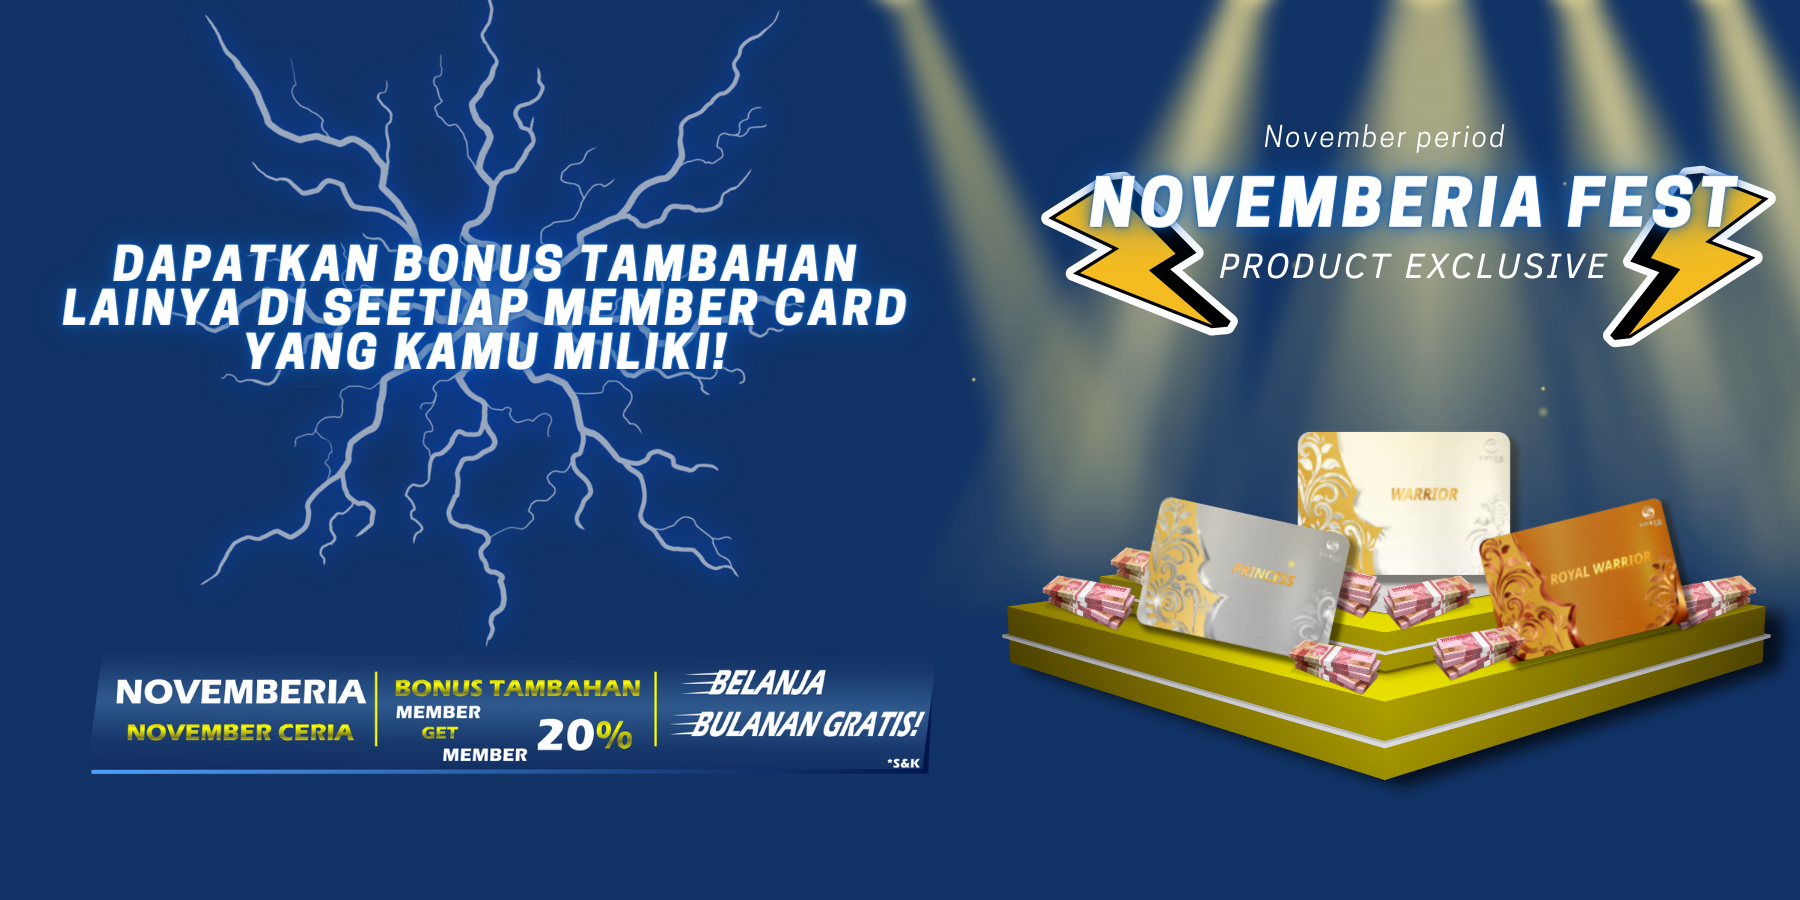 DAPATKAN BONUS TAMBAHAN
LAINYA DI SEETIAP MEMBER CARD
YANG KAMU MILIKI!
NOVEMBERIA
NOVEMBER CERIA
BONUS TAMBAHAN
MEMBER
GET
MEMBER
20%
BELANJA
BULANAN GRATIS!
*S&K
November period
NOVEMBERIA FEST
PRODUCT EXCLUSIVE
WARRIOR
PRINCESS
ROYAL WARRIOR